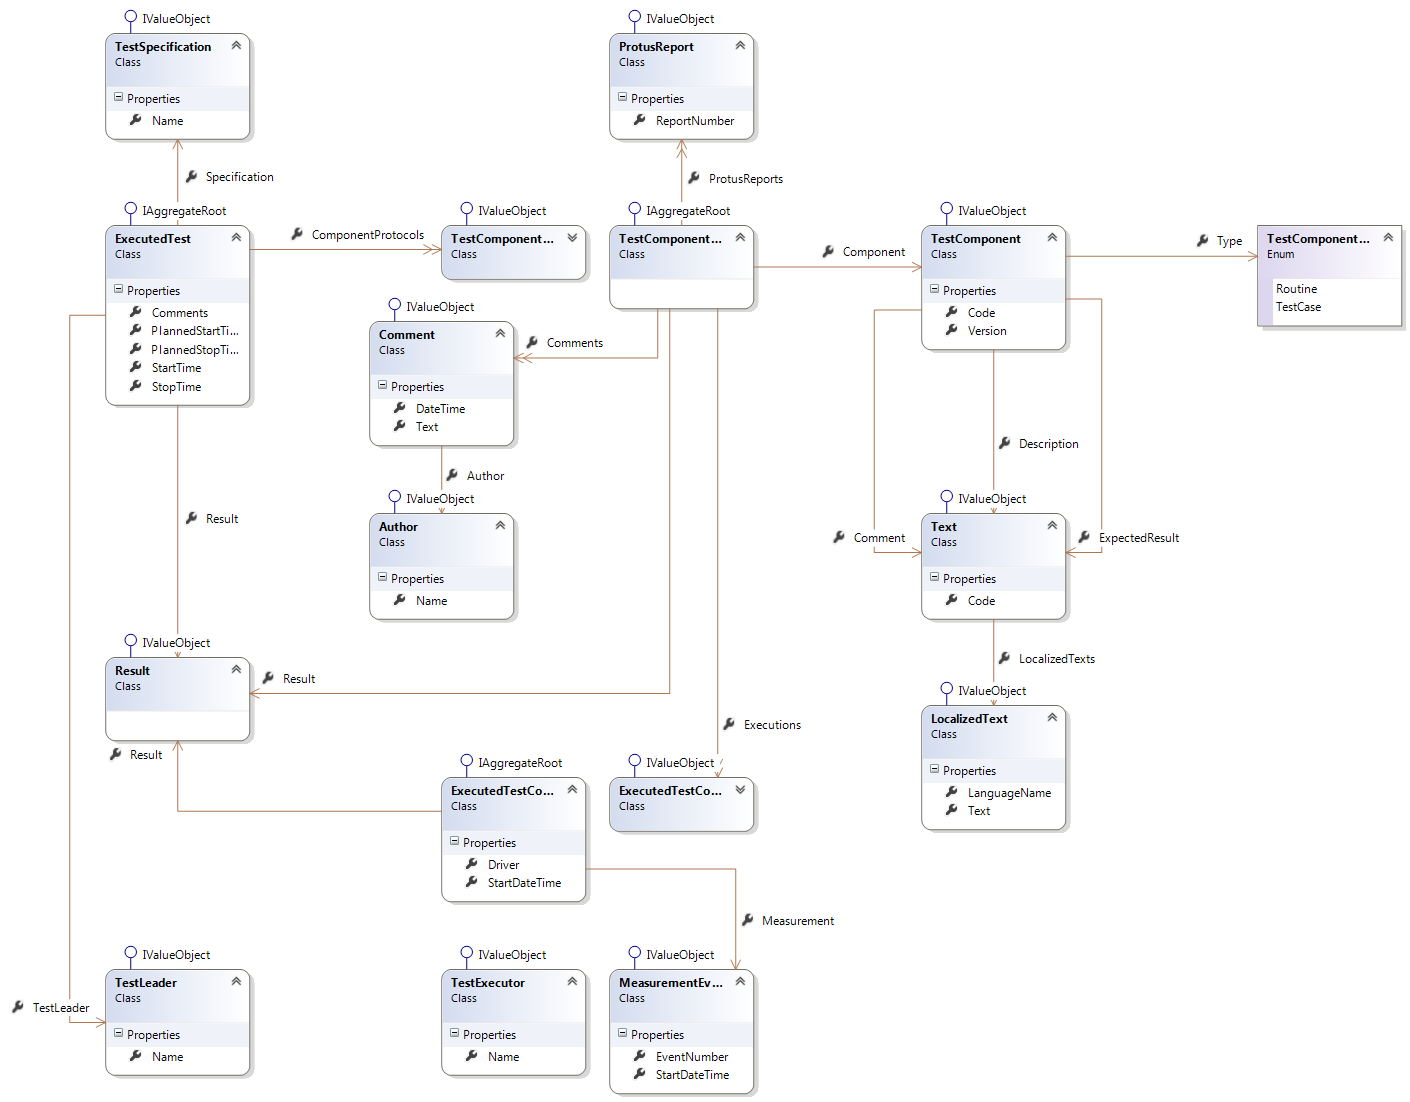 IValueObject
TestSpecification
Class
Properties
Name
IValueObject
ProtusReport
Class
Properties
ReportNumber
Specification
ProtusReports
IAggregateRoot
ExecutedTest
Class
Properties
Comments
PlannedStartTi...
PlannedStopTi...
StartTime
StopTime
ComponentProtocols
IValueObject
TestComponent...
Class
IAggregateRoot
TestComponent...
Class
Component
IValueObject
TestComponent
Class
Properties
Code
Version
Type
TestComponent...
Enum
Routine
TestCase
IValueObject
Comment
Class
Properties
DateTime
Text
Comments
Author
IValueObject
Author
Class
Properties
Name
Description
Comment
ExpectedResult
IValueObject
Text
Class
Properties
Code
Result
IValueObject
Result
Class
Result
Result
LocalizedTexts
IValueObject
LocalizedText
Class
Properties
LanguageName
Text
Executions
IAggregateRoot
ExecutedTestCo...
Class
Properties
Driver
StartDateTime
IValueObject
ExecutedTestCo...
Class
Measurement
TestLeader
IValueObject
TestLeader
Class
Properties
Name
IValueObject
TestExecutor
Class
Properties
Name
IValueObject
MeasurementEv...
Class
Properties
EventNumber
StartDateTime